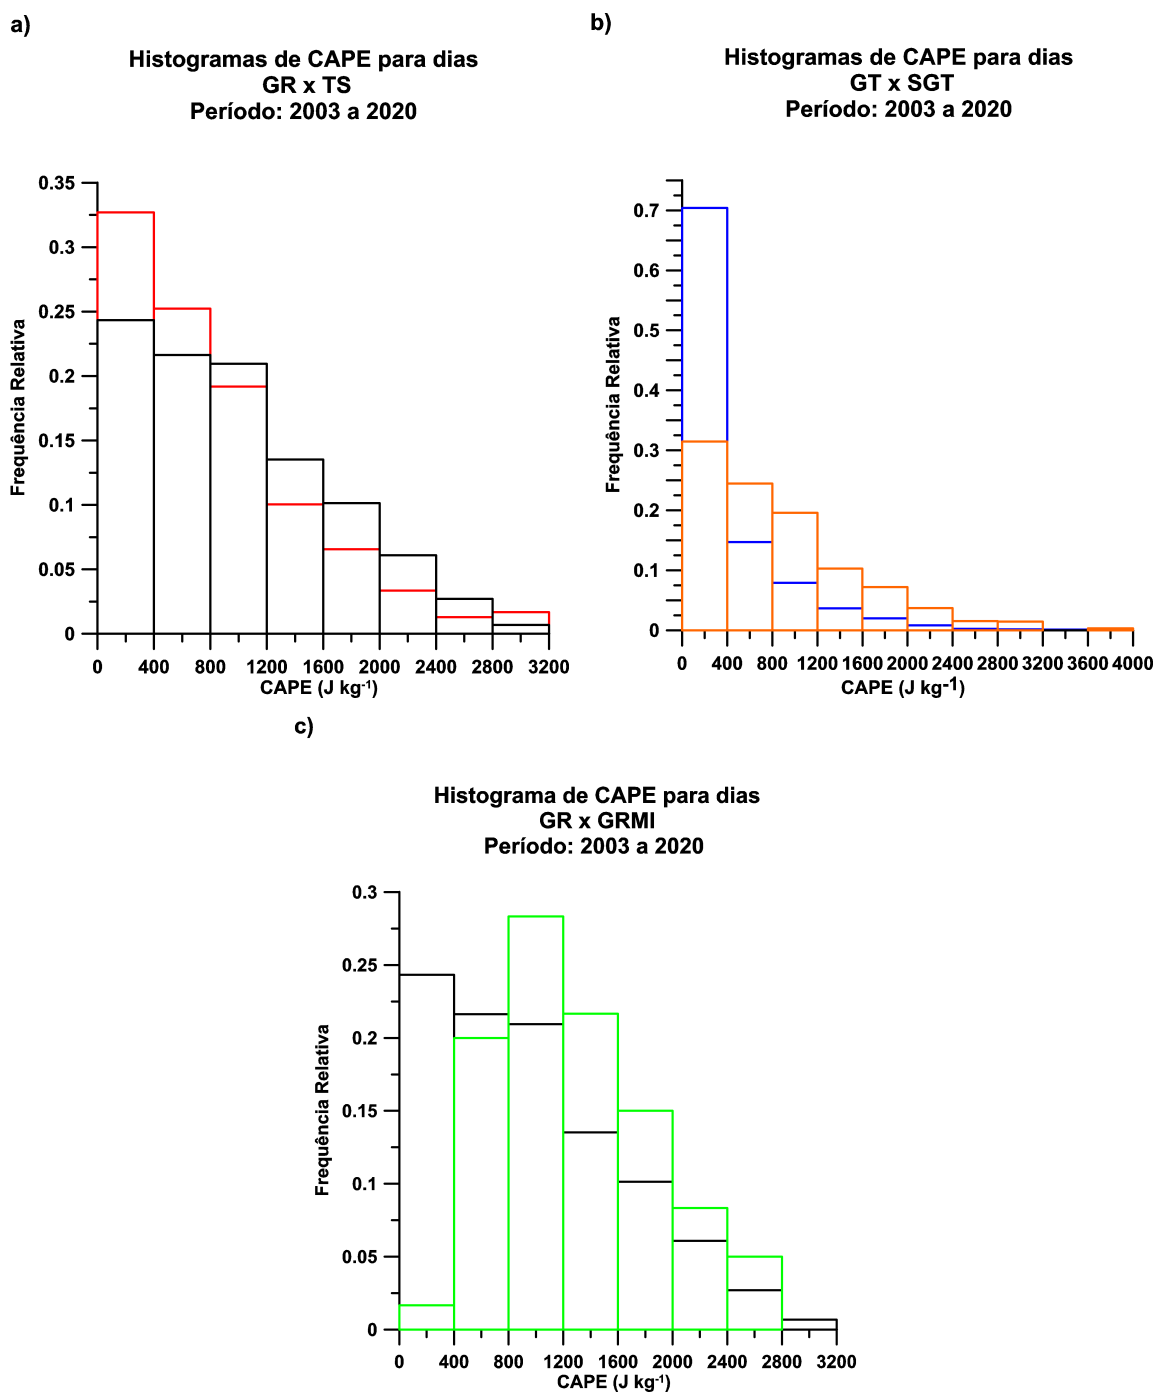 a)
Histogramas de CAPE para dias
GR x TS
Período: 2003 a 2020
Frequência Relativa
0.35
0.3
0.25
0.2
0.15
0.1
0.05
0
0 400 800 1200 1600 2000 2400 2800 3200
CAPE (J kg⁻¹)
b)
Histogramas de CAPE para dias
GT x SGT
Período: 2003 a 2020
Frequência Relativa
0.7
0.6
0.5
0.4
0.3
0.2
0.1
0
0 400 800 1200 1600 2000 2400 2800 3200 3600 4000
CAPE (J kg-1)
c)
Histograma de CAPE para dias
GR x GRMI
Período: 2003 a 2020
Frequência Relativa
0.3
0.25
0.2
0.15
0.1
0.05
0
0 400 800 1200 1600 2000 2400 2800 3200
CAPE (J kg⁻¹)